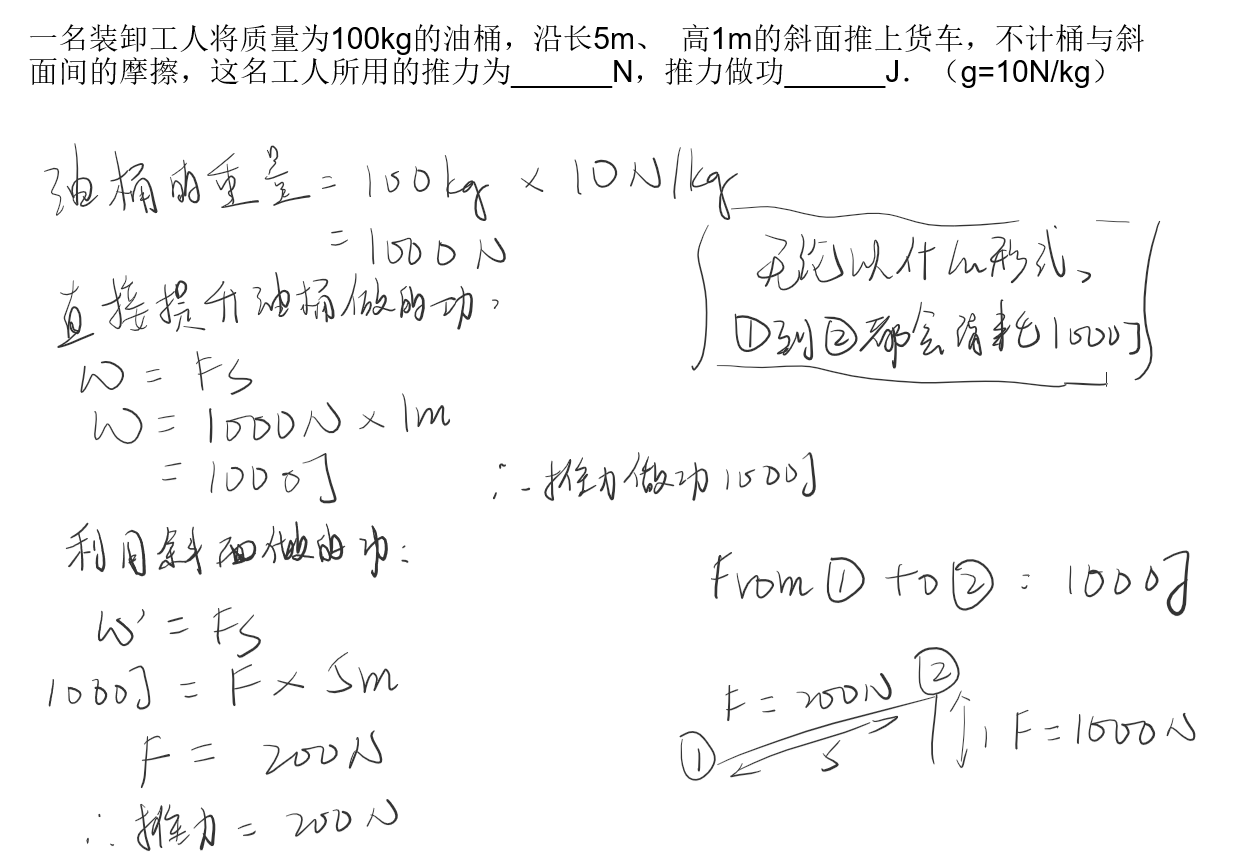 一名装卸工人将质量为100kg的油桶，沿长5m、 高1m的斜面推上货车，不计桶与斜
面间的摩擦，这名工人所用的推力为______N，推力做功______J．（g=10N/kg）
油桶的重量 = 100kg × 10N/kg
= 1000N
无论以什么形式、
直接提升油桶做的功：
①到②都会消耗1000J
W = FS
W = 1000N × 1m
= 1000J
∴ 推力做功1000J
利用斜面做的功：
From ① to ② : 1000J
W' = FS
1000J = F × 5m
F = 200N ②
F = 200N
① 5 1 F = 1000N
∴ 推力 = 200N